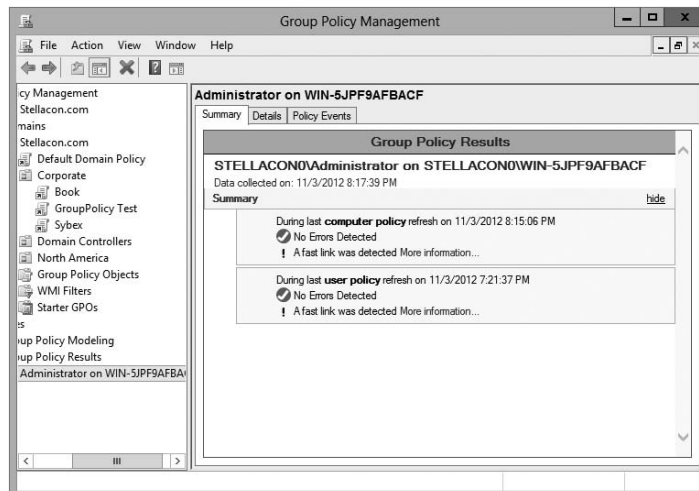 Group Policy Management
File Action View Window Help
cy Management
Stellacon.com
mains
Stellacon.com
Default Domain Policy
Corporate
Book
GroupPolicy Test
Sybex
Domain Controllers
North America
Group Policy Objects
WMI Filters
Starter GPOs
es
oup Policy Modeling
oup Policy Results
Administrator on WIN-5JPF9AFBA
Administrator on WIN-5JPF9AFBACF
Summary Details Policy Events
Group Policy Results
STELLACON0\Administrator on STELLACON0\WIN-5JPF9AFBACF
Data collected on: 11/3/2012 8:17:39 PM
Summary hide
During last computer policy refresh on 11/3/2012 8:15:06 PM
No Errors Detected
A fast link was detected More information...
During last user policy refresh on 11/3/2012 7:21:37 PM
No Errors Detected
A fast link was detected More information...